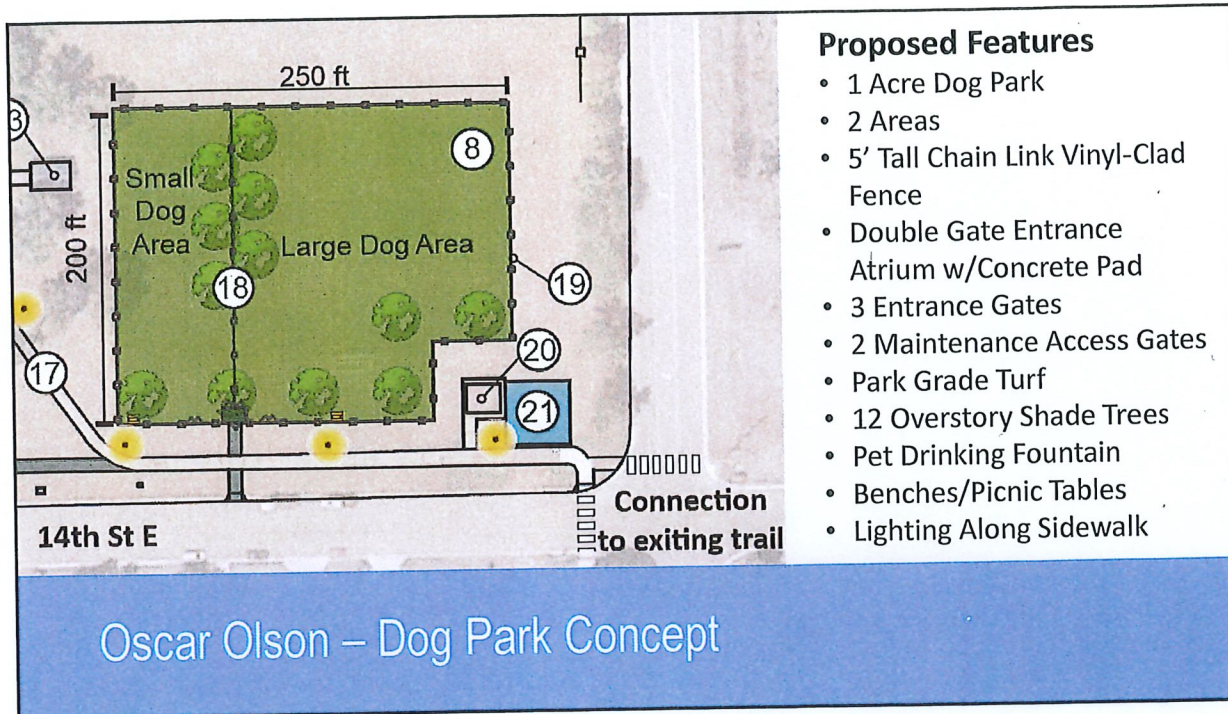 250 ft
8
3
Small
Dog
Area
200 ft
Large Dog Area
18
19
20
17
21
14th St E
Connection
to exiting trail
Proposed Features
• 1 Acre Dog Park
• 2 Areas
• 5' Tall Chain Link Vinyl-Clad
Fence
• Double Gate Entrance
Atrium w/Concrete Pad
• 3 Entrance Gates
• 2 Maintenance Access Gates
• Park Grade Turf
• 12 Overstory Shade Trees
• Pet Drinking Fountain
• Benches/Picnic Tables
• Lighting Along Sidewalk
Oscar Olson – Dog Park Concept